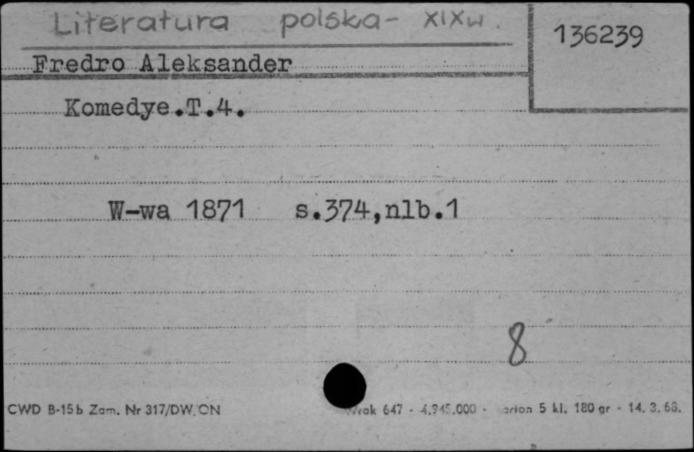 Literatura polska - XIXw.
136239
Fredro Aleksander
Komedye.T.4.
W-wa 1871 s.374,nlb.1
8
CWD B-15b Zam. Nr 317/DW/ON 647 - 4.945.000 - 5 kl. 180 gr - 14. 3. 68.